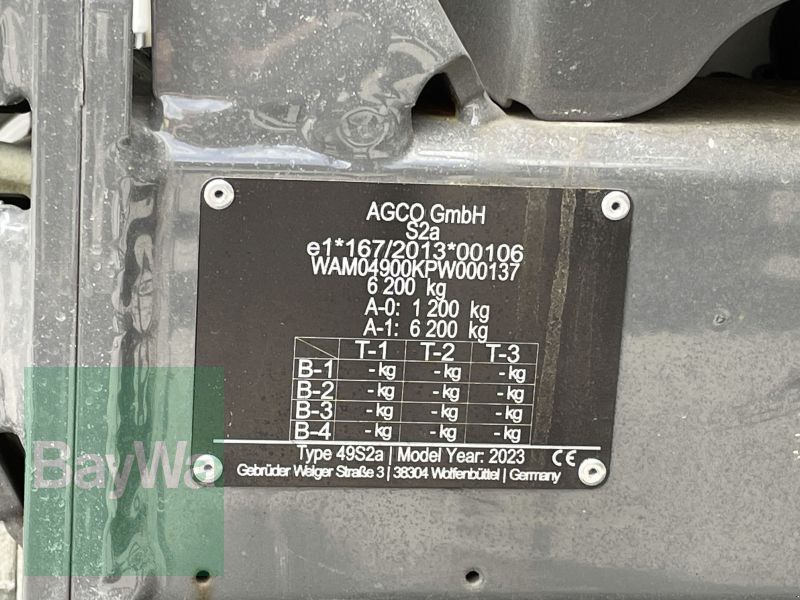 AGCO GmbH
S2a
e1*167/2013*00106
WAM04900KPW000137
6 200 kg
A-0: 1 200 kg
A-1: 6 200 kg
T-1 T-2 T-3
B-1 - kg - kg - kg
B-2 - kg - kg - kg
B-3 - kg - kg - kg
B-4 - kg - kg - kg
Type 49S2a | Model Year: 2023 CE
Gebrüder Welger Straße 3 | 38304 Wolfenbüttel | Germany
BayWa